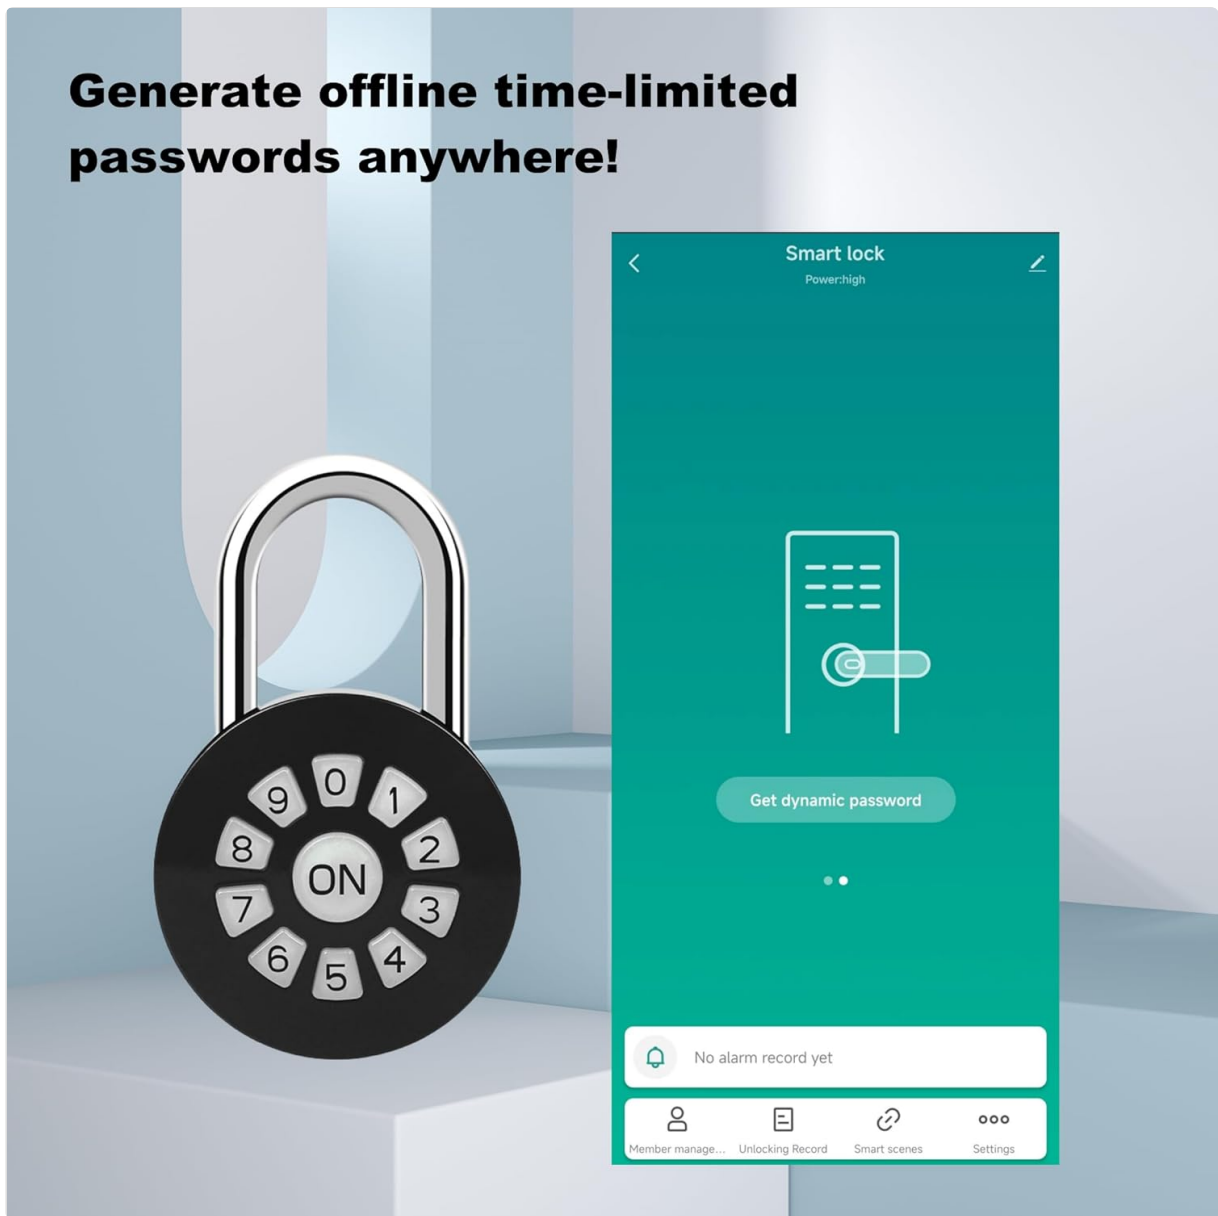 Generate offline time-limited
passwords anywhere!
Smart lock
Power:high
Get dynamic password
No alarm record yet
Member manage...
Unlocking Record
Smart scenes
Settings
0
1
2
3
4
5
6
7
8
9
ON